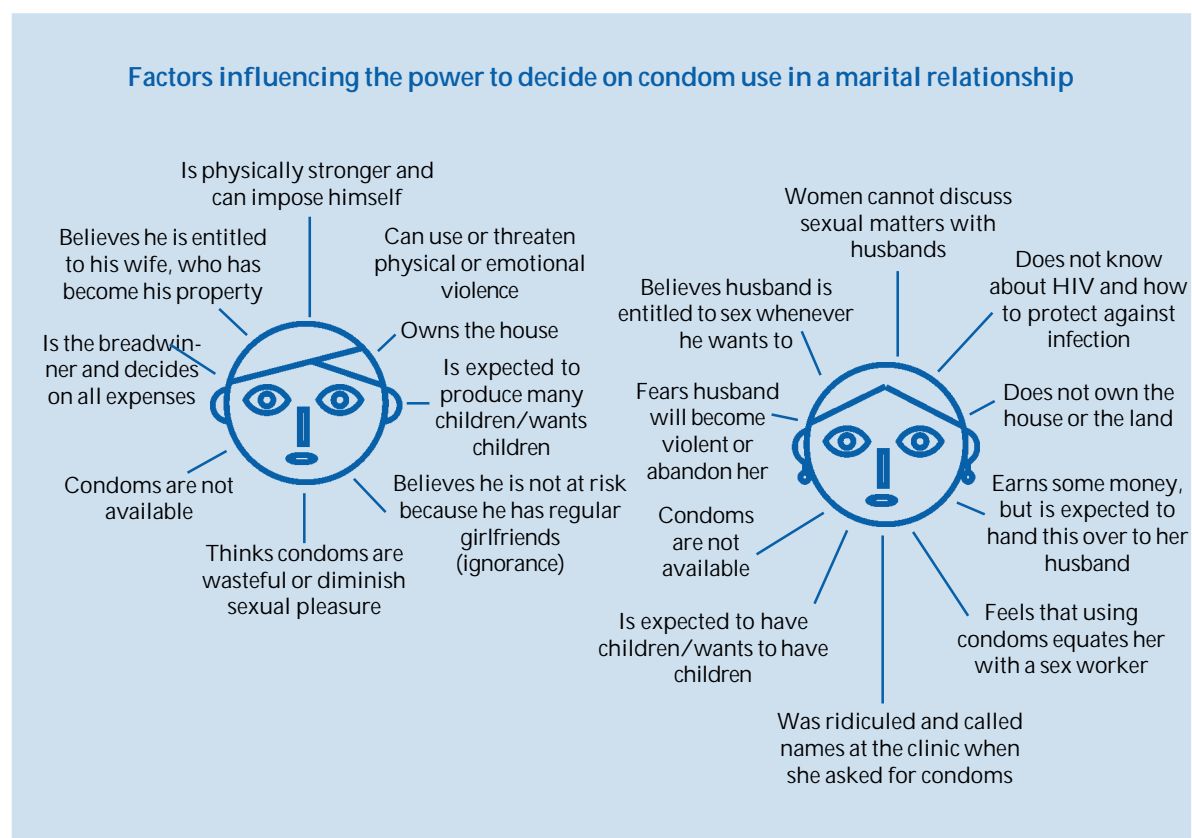 Factors influencing the power to decide on condom use in a marital relationship
Is physically stronger and
can impose himself
Believes he is entitled
to his wife, who has
become his property
Can use or threaten
physical or emotional
violence
Owns the house
Is the breadwin-
ner and decides
on all expenses
Is expected to
produce many
children/wants
children
Condoms are not
available
Believes he is not at risk
because he has regular
girlfriends
(ignorance)
Thinks condoms are
wasteful or diminish
sexual pleasure
Women cannot discuss
sexual matters with
husbands
Believes husband is
entitled to sex whenever
he wants to
Does not know
about HIV and how
to protect against
infection
Fears husband
will become
violent or
abandon her
Does not own the
house or the land
Condoms
are not
available
Earns some money,
but is expected to
hand this over to her
husband
Is expected to have
children/wants to have
children
Feels that using
condoms equates her
with a sex worker
Was ridiculed and called
names at the clinic when
she asked for condoms